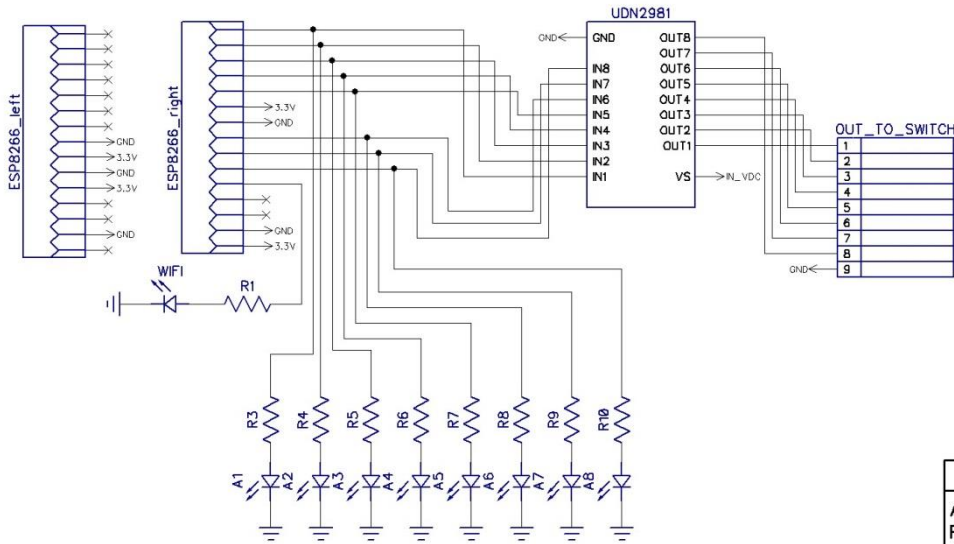 UDN2981
GND
GND
OUT8
OUT7
IN8
OUT6
IN7
OUT5
IN6
OUT4
IN5
OUT3
IN4
OUT2
IN3
OUT1
IN2
IN1
VS
IN_VDC
ESP8266_left
GND
3.3V
GND
3.3V
GND
ESP8266_right
3.3V
GND
GND
3.3V
OUT_TO_SWITCH
1
2
3
4
5
6
7
8
GND
9
WIFI
R1
R3
R4
R5
R6
R7
R8
R9
R10
A1
A2
A3
A4
A5
A6
A7
A8